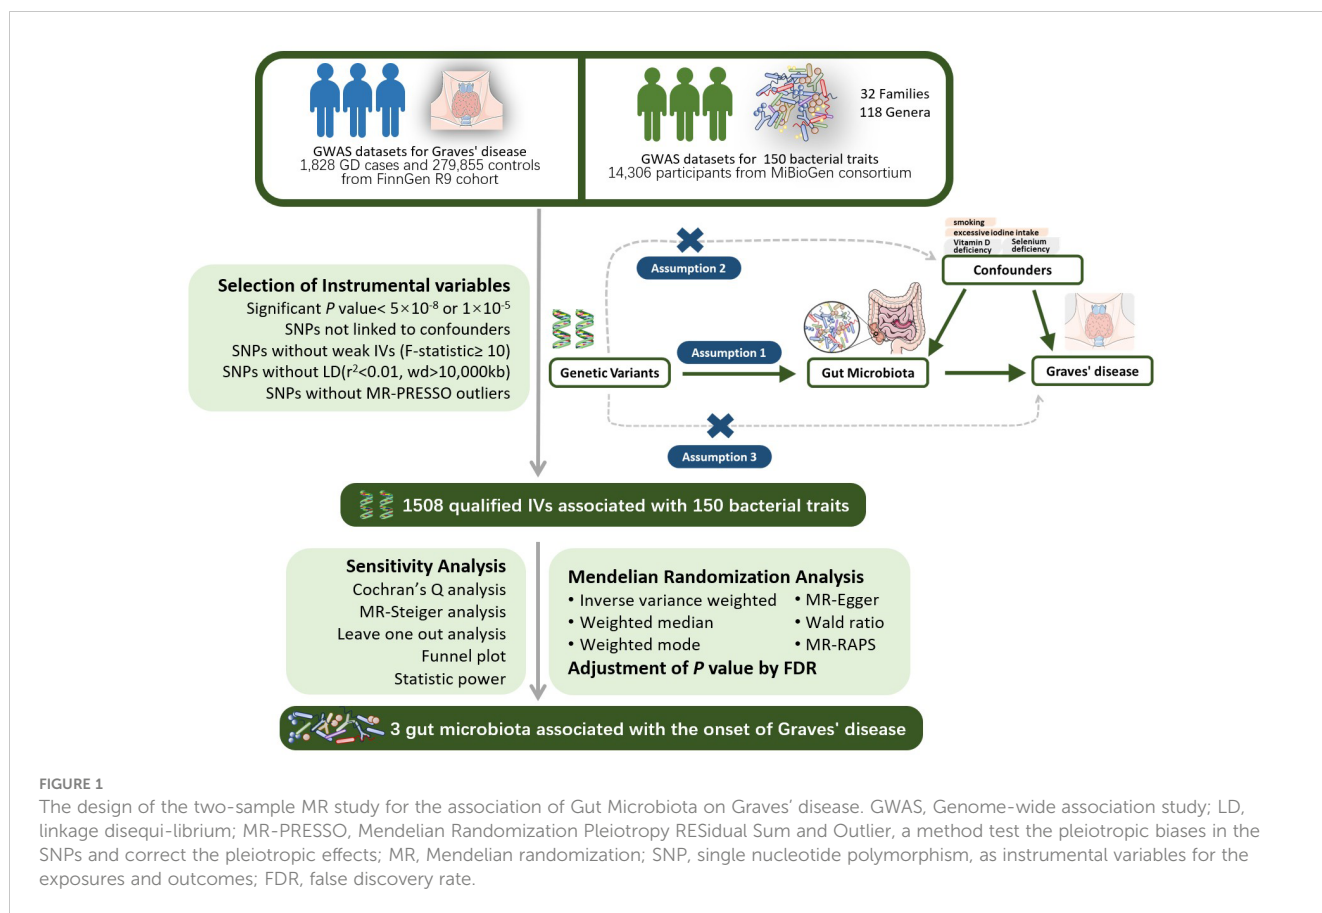 GWAS datasets for Graves' disease
1,828 GD cases and 279,855 controls
from FinnGen R9 cohort
32 Families
118 Genera
GWAS datasets for 150 bacterial traits
14,306 participants from MiBioGen consortium
Selection of Instrumental variables
Significant P value< 5×10⁻⁸ or 1×10⁻⁵
SNPs not linked to confounders
SNPs without weak IVs (F-statistic≥ 10)
SNPs without LD(r²<0.01, wd>10,000kb)
SNPs without MR-PRESSO outliers
smoking
excessive iodine intake
Vitamin D
deficiency
Selenium
deficiency
Confounders
Assumption 2
Assumption 1
Genetic Variants
Gut Microbiota
Graves' disease
Assumption 3
1508 qualified IVs associated with 150 bacterial traits
Sensitivity Analysis
Cochran's Q analysis
MR-Steiger analysis
Leave one out analysis
Funnel plot
Statistic power
Mendelian Randomization Analysis
• Inverse variance weighted
• Weighted median
• Weighted mode
• MR-Egger
• Wald ratio
• MR-RAPS
Adjustment of P value by FDR
3 gut microbiota associated with the onset of Graves' disease
FIGURE 1
The design of the two-sample MR study for the association of Gut Microbiota on Graves' disease. GWAS, Genome-wide association study; LD,
linkage disequi-librium; MR-PRESSO, Mendelian Randomization Pleiotropy RESidual Sum and Outlier, a method test the pleiotropic biases in the
SNPs and correct the pleiotropic effects; MR, Mendelian randomization; SNP, single nucleotide polymorphism, as instrumental variables for the
exposures and outcomes; FDR, false discovery rate.